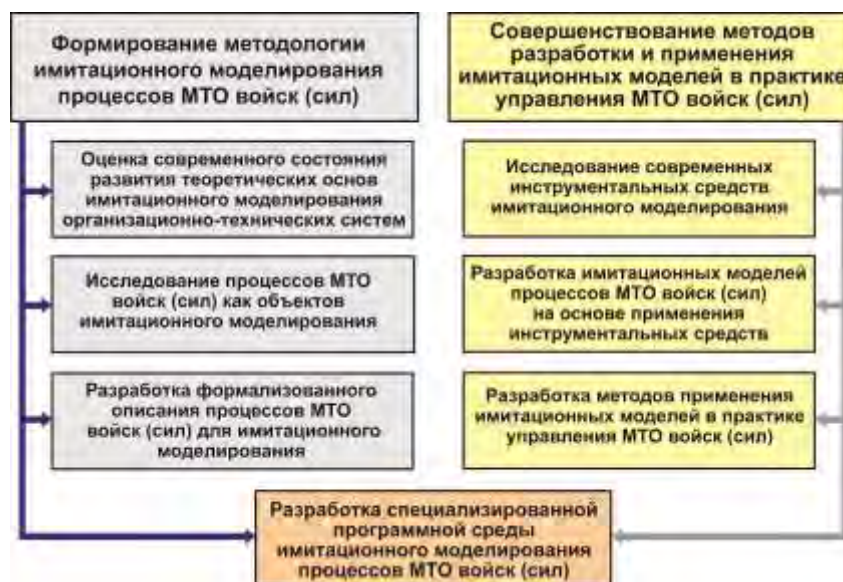 Формирование методологии
имитационного моделирования
процессов МТО войск (сил)
Оценка современного состояния
развития теоретических основ
имитационного моделирования
организационно-технических систем
Исследование процессов МТО
войск (сил) как объектов
имитационного моделирования
Разработка формализованного
описания процессов МТО
войск (сил) для имитационного
моделирования
Совершенствование методов
разработки и применения
имитационных моделей в практике
управления МТО войск (сил)
Исследование современных
инструментальных средств
имитационного моделирования
Разработка имитационных моделей
процессов МТО войск (сил)
на основе применения
инструментальных средств
Разработка методов применения
имитационных моделей в практике
управления МТО войск (сил)
Разработка специализированной
программной среды
имитационного моделирования
процессов МТО войск (сил)